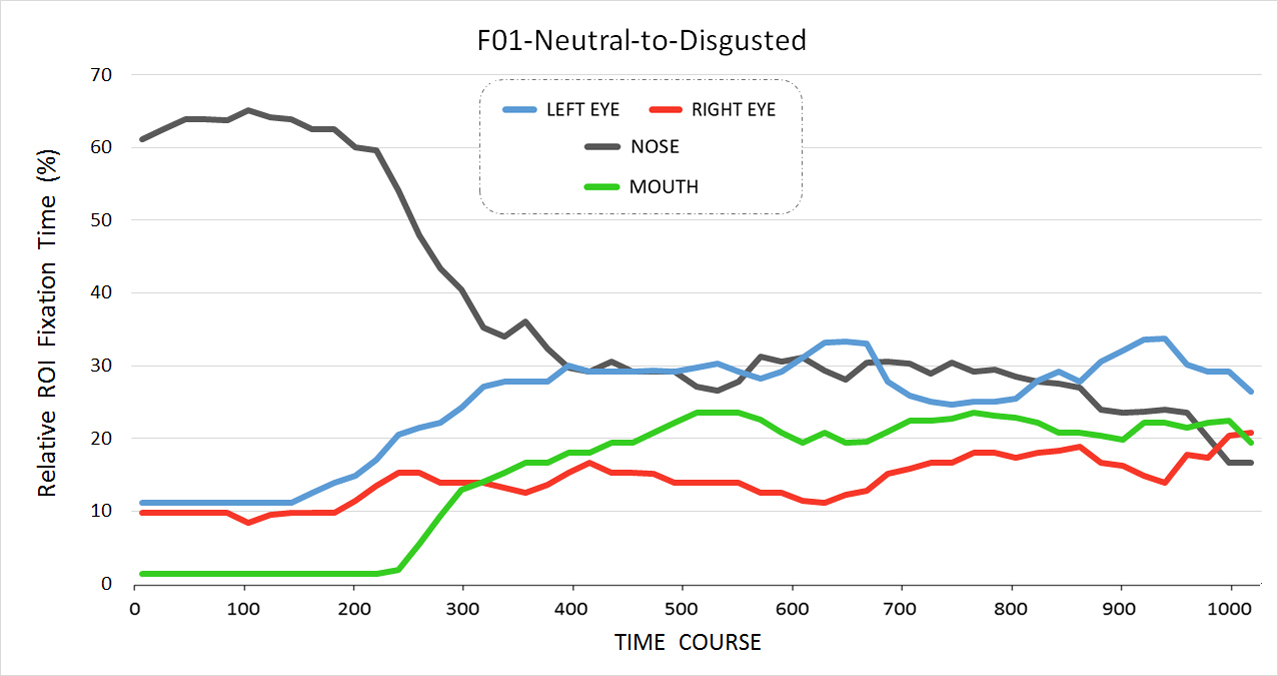 F01-Neutral-to-Disgusted
70
60
50
40
30
20
10
0
Relative ROI Fixation Time (%)
LEFT EYE RIGHT EYE
NOSE
MOUTH
0 100 200 300 400 500 600 700 800 900 1000
TIME COURSE